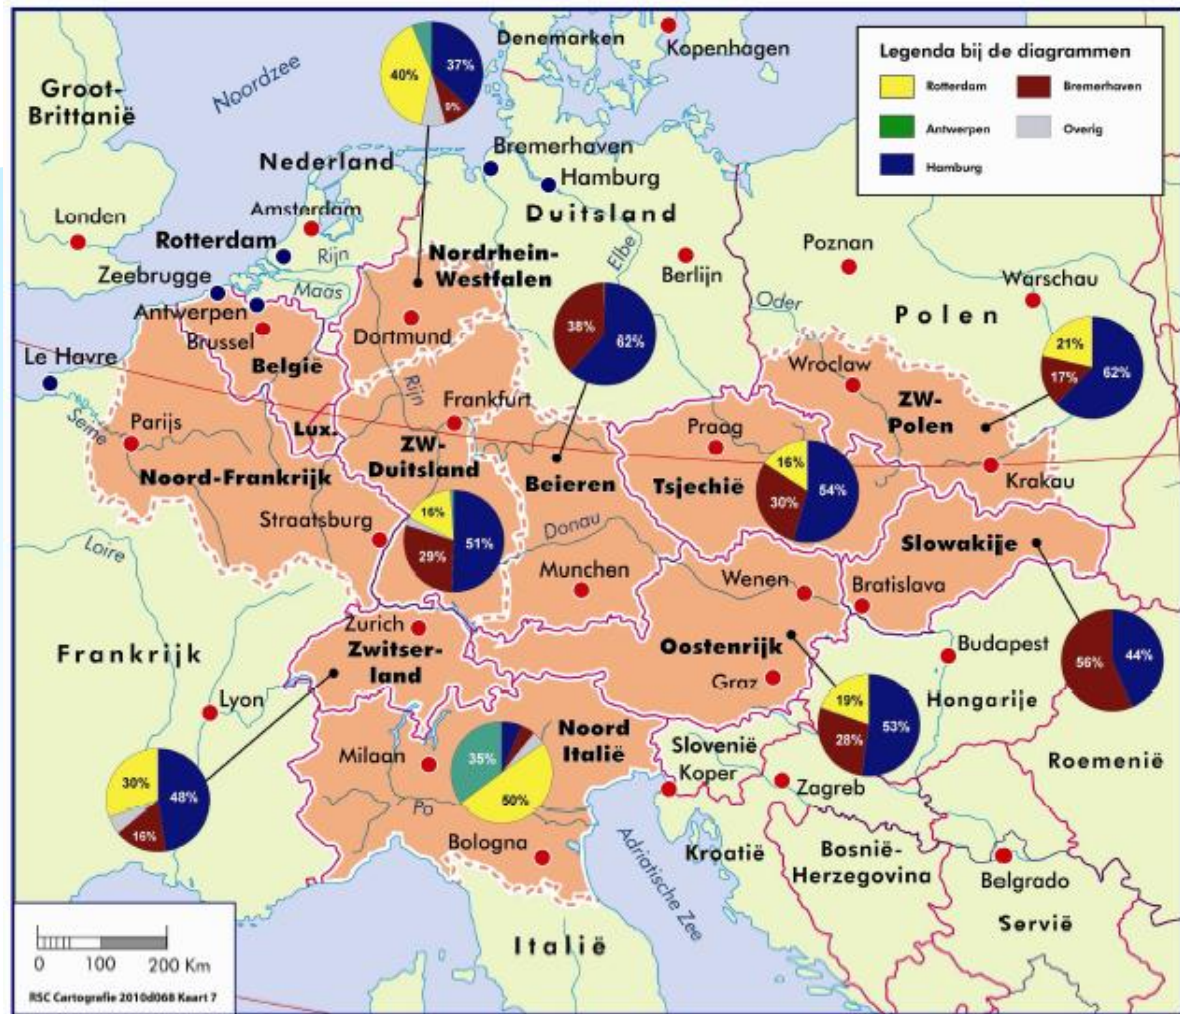 Denemarken
Kopenhagen
Noordzee
Groot-
Brittanië
40%
37%
9%
Legenda bij de diagrammen
Rotterdam
Bremerhaven
Antwerpen
Overig
Hamburg
Bremerhaven
Hamburg
Nederland
Duitsland
Londen
Amsterdam
Rotterdam
Rijn
Nordrhein-
Westfalen
Elbe
Berlijn
Poznan
Warschau
Zeebrugge
Maas
Oder
Polen
Antwerpen
Brussel
Dortmund
38%
62%
21%
17%
62%
Le Havre
België
Rijn
Wroclaw
ZW-
Polen
Seine
Parijs
Lux.
Frankfurt
Praag
Krakau
Noord-Frankrijk
ZW-
Duitsland
Beieren
Tsjechië
16%
30%
54%
Straatsburg
16%
29%
51%
Donau
Slowakije
Loire
Munchen
Wenen
Bratislava
Zurich
Zwitser-
land
Frankrijk
Oostenrijk
Graz
Budapest
56%
44%
Lyon
Hongarije
19%
28%
53%
Noord
Italië
Milaan
35%
50%
Slovenië
Koper
Zagreb
Roemenië
30%
48%
16%
Po
Bologna
Adriatische Zee
Kroatië
Bosnië-
Herzegovina
Belgrado
Servië
Italië
0 100 200 Km
RSC Cartografie 2010d068 Kaart 7